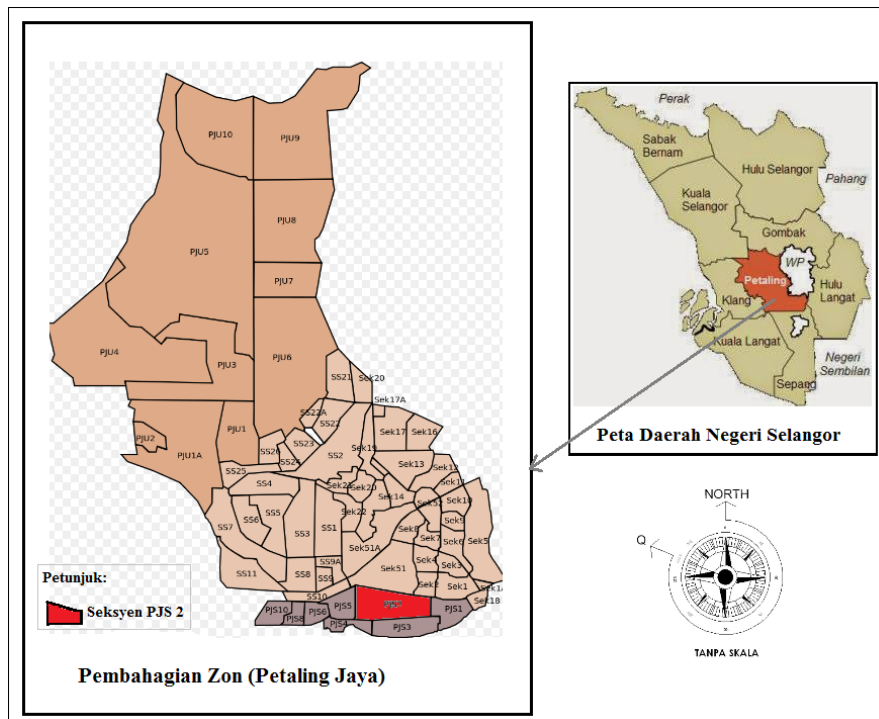 PJU10
PJU9
PJU8
PJU5
PJU7
PJU4
PJU3
PJU6
SS21
Sek20
Sek17A
SS22A
SS22
PJU1
PJU2
PJU1A
SS23
SS26
SS24
SS25
SS2
Sek19
Sek17
Sek16
Sek13
Sek12
Sek11
SS4
Sek14
Sek52
Sek10
Sek22
SS7
SS6
SS5
SS3
SS1
Sek9
Sek8
Sek7
Sek6
Sek5
Sek51A
Sek51
Sek4
Sek3
SS11
SS8
SS9A
SS9
Sek2
Sek1
SS10
Sek18
PJS10
PJS8
PJS6
PJS5
PJS4
PJS3
PJS1
Petunjuk:
Seksyen PJS 2
Pembahagian Zon (Petaling Jaya)
Perak
Sabak
Bernam
Hulu Selangor
Pahang
Kuala
Selangor
Gombak
WP
Petaling
Hulu
Langat
Klang
Kuala Langat
Negeri
Sembilan
Sepang
Peta Daerah Negeri Selangor
NORTH
Q
TANPA SKALA